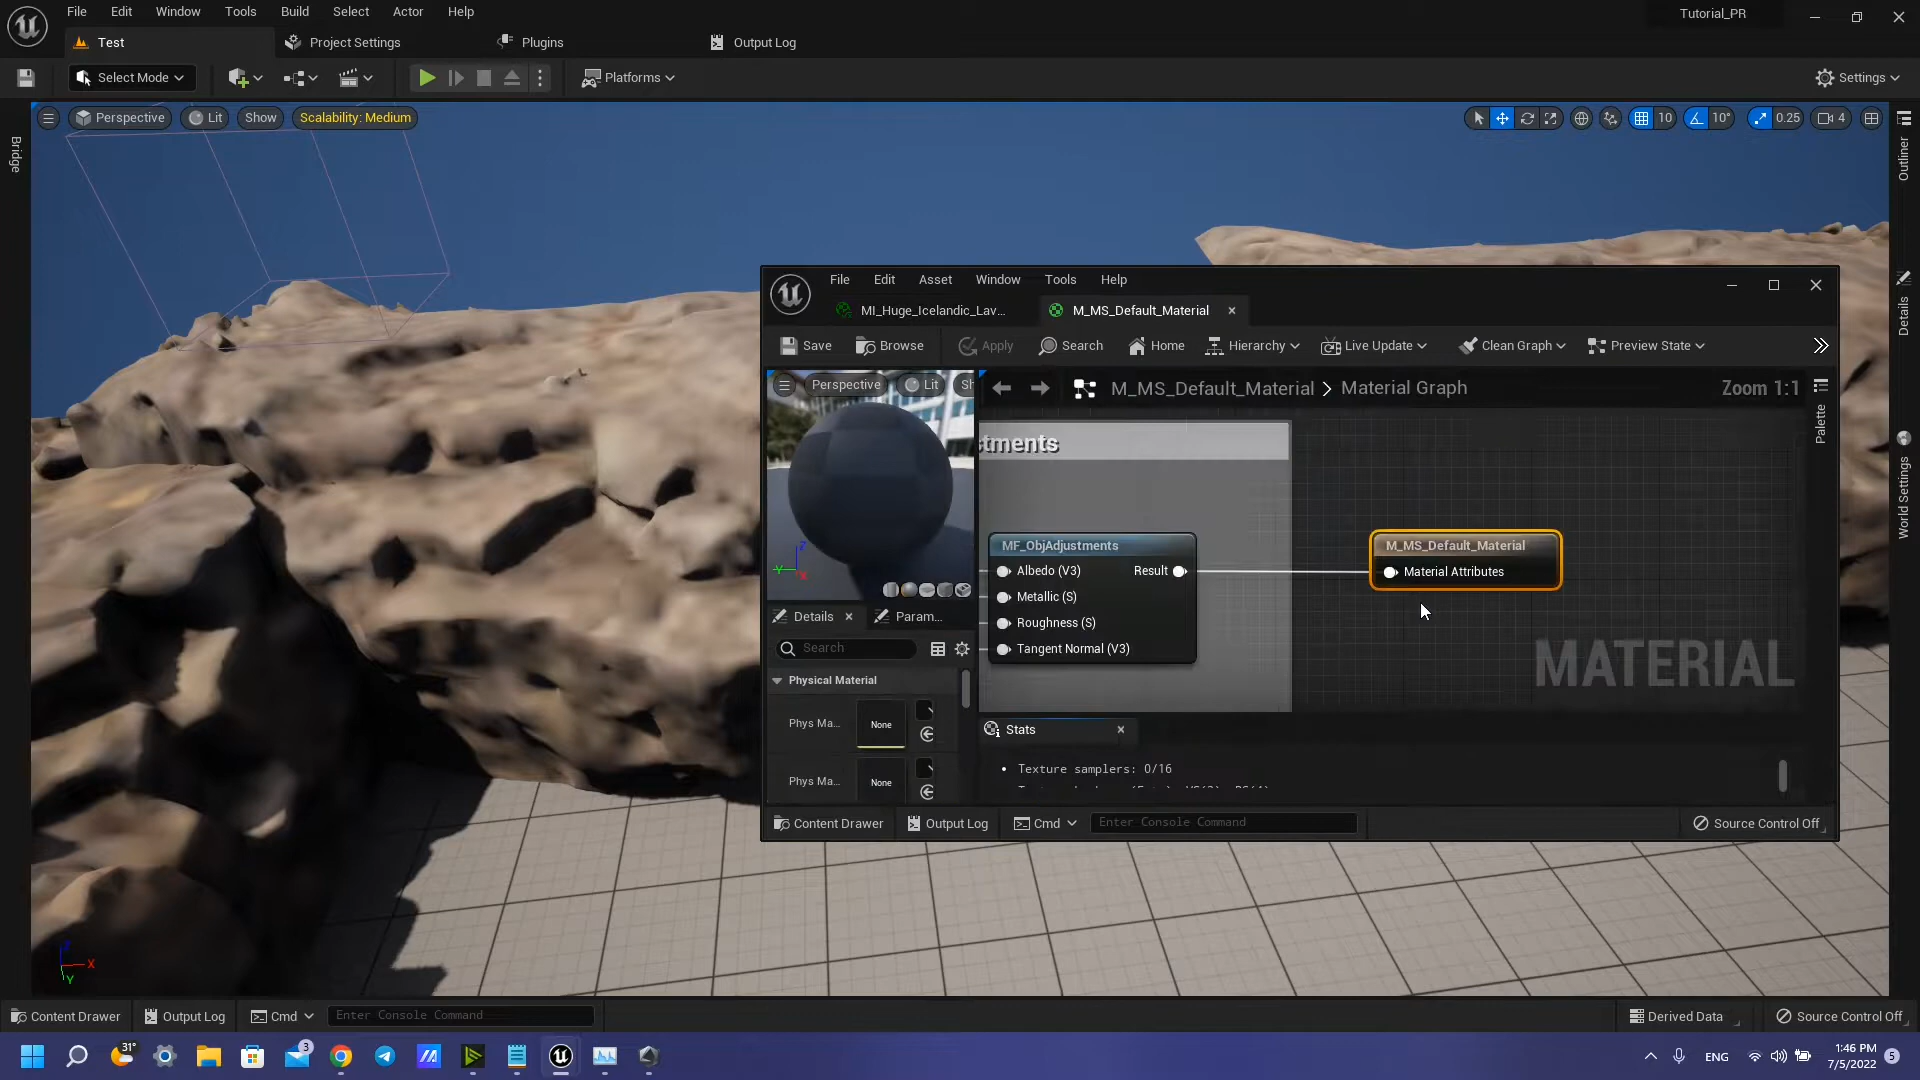 File Edit Window Tools Build Select Actor Help
Tutorial_PR
Test
Project Settings
Plugins
Output Log
Select Mode
Platforms
Settings
Perspective
Lit
Show
Scalability: Medium
10
10°
0.25
4
Bridge
Outliner
Details
World Settings
File Edit Asset Window Tools Help
MI_Huge_Icelandic_Lav...
M_MS_Default_Material
Save
Browse
Apply
Search
Home
Hierarchy
Live Update
Clean Graph
Preview State
Perspective
Lit
Sh
M_MS_Default_Material > Material Graph
Zoom 1:1
Palette
stments
MF_ObjAdjustments
Albedo (V3)
Result
Metallic (S)
Roughness (S)
Tangent Normal (V3)
M_MS_Default_Material
Material Attributes
MATERIAL
Z
Y
X
Details
Param...
Search
Physical Material
Phys Ma...
None
Phys Ma...
None
Stats
• Texture samplers: 0/16
Content Drawer
Output Log
Cmd
Enter Console Command
Source Control Off
Z
X
Y
Content Drawer
Output Log
Cmd
Enter Console Command
Derived Data
Source Control Off
31°
3
ENG
1:46 PM
7/5/2022
5